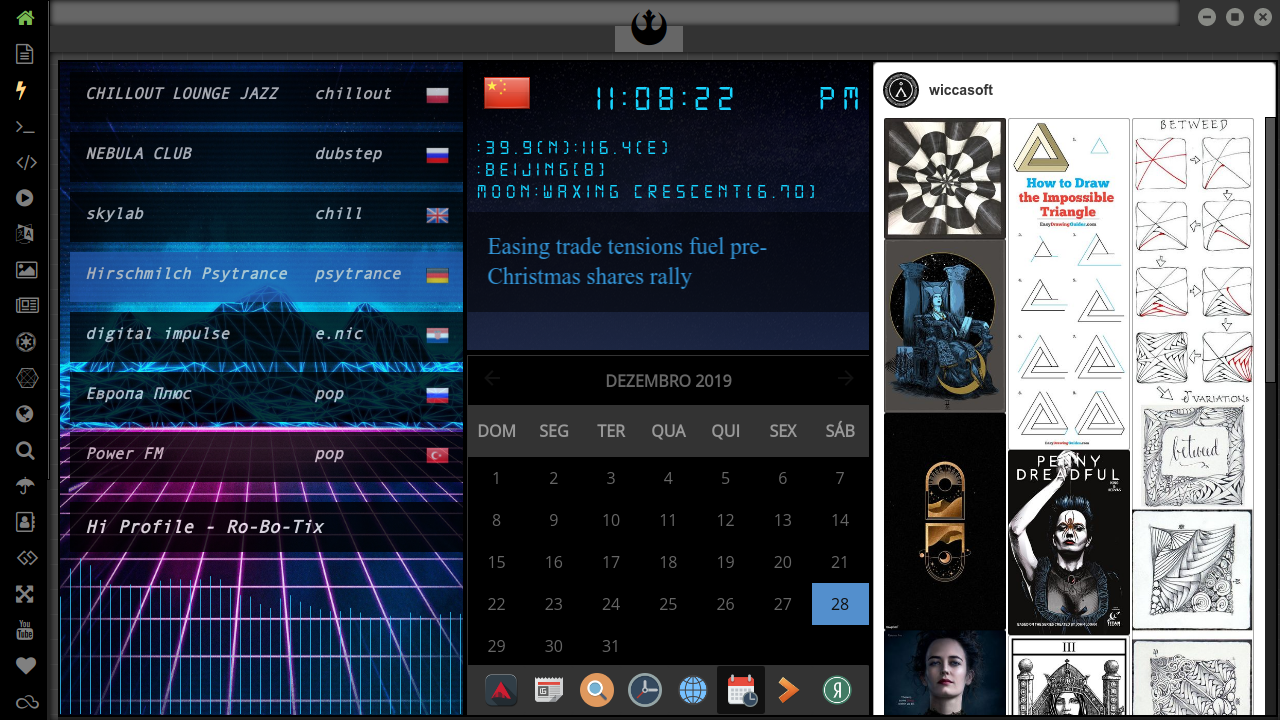 CHILLOUT LOUNGE JAZZ chillout
NEBULA CLUB dubstep
skylab chill
Hirschmilch Psytrance psytrance
digital impulse e.nic
Европа Плюс pop
Power FM pop
Hi Profile - Ro-Bo-Tix
11:08:22 PM
:39.9(N):116.4(E)
:BEIJING(8)
MOON:WAXING CRESCENT(6.70)
Easing trade tensions fuel pre-
Christmas shares rally
DEZEMBRO 2019
DOM SEG TER QUA QUI SEX SÁB
1 2 3 4 5 6 7
8 9 10 11 12 13 14
15 16 17 18 19 20 21
22 23 24 25 26 27 28
29 30 31
wiccasoft
How to Draw
the Impossible
Triangle
EasyDrawingGuides.com
BETWEED
VARIATIONS
Betweed
PENNY
DREADFUL
III
You
Tube
Я